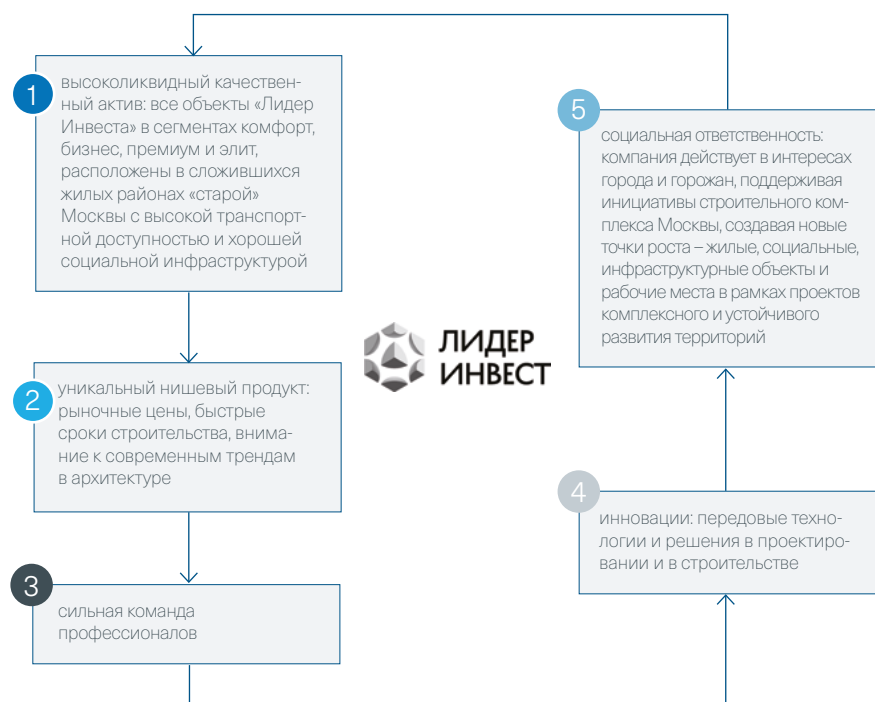 1
высоколиквидный качествен-
ный актив: все объекты «Лидер
Инвеста» в сегментах комфорт,
бизнес, премиум и элит,
расположены в сложившихся
жилых районах «старой»
Москвы с высокой транспорт-
ной доступностью и хорошей
социальной инфраструктурой
2
уникальный нишевый продукт:
рыночные цены, быстрые
сроки строительства, внима-
ние к современным трендам
в архитектуре
3
сильная команда
профессионалов
ЛИДЕР
ИНВЕСТ
4
инновации: передовые техно-
логии и решения в проектиро-
вании и в строительстве
5
социальная ответственность:
компания действует в интересах
города и горожан, поддерживая
инициативы строительного ком-
плекса Москвы, создавая новые
точки роста – жилые, социальные,
инфраструктурные объекты и
рабочие места в рамках проектов
комплексного и устойчивого
развития территорий